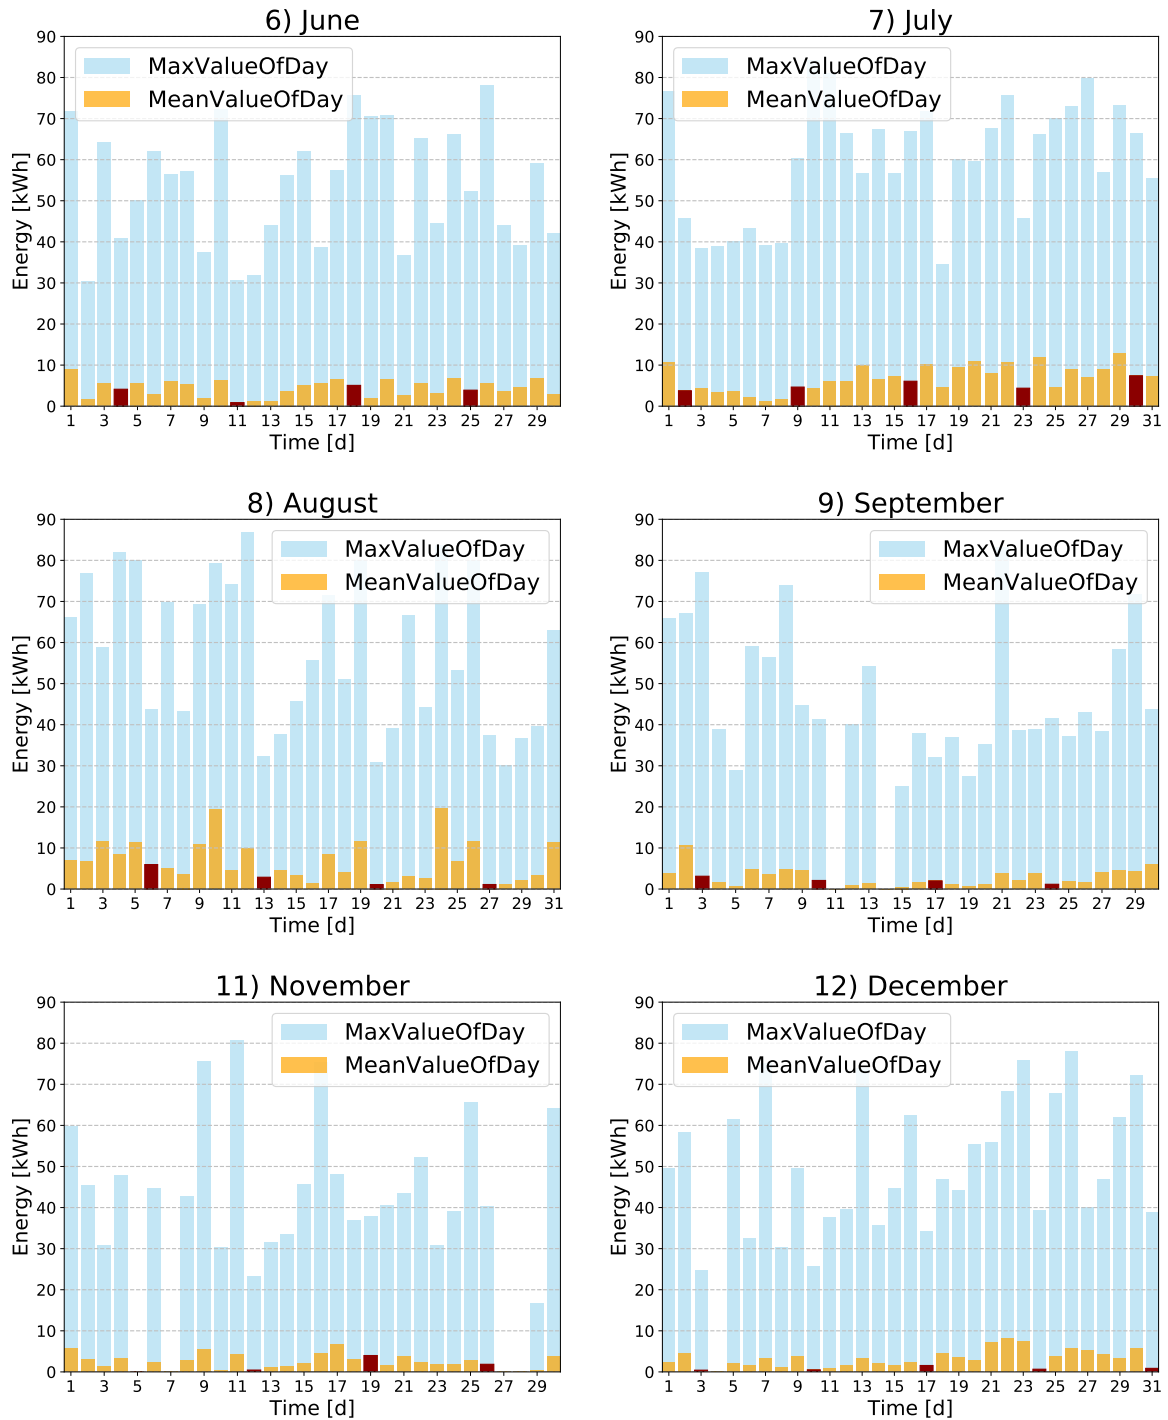 6) June
90
80
70
60
50
40
30
20
10
0
Energy [kWh]
MaxValueOfDay
MeanValueOfDay
1 3 5 7 9 11 13 15 17 19 21 23 25 27 29
Time [d]
7) July
90
80
70
60
50
40
30
20
10
0
Energy [kWh]
MaxValueOfDay
MeanValueOfDay
1 3 5 7 9 11 13 15 17 19 21 23 25 27 29 31
Time [d]
8) August
90
80
70
60
50
40
30
20
10
0
Energy [kWh]
MaxValueOfDay
MeanValueOfDay
1 3 5 7 9 11 13 15 17 19 21 23 25 27 29 31
Time [d]
9) September
90
80
70
60
50
40
30
20
10
0
Energy [kWh]
MaxValueOfDay
MeanValueOfDay
1 3 5 7 9 11 13 15 17 19 21 23 25 27 29
Time [d]
11) November
90
80
70
60
50
40
30
20
10
0
Energy [kWh]
MaxValueOfDay
MeanValueOfDay
1 3 5 7 9 11 13 15 17 19 21 23 25 27 29
Time [d]
12) December
90
80
70
60
50
40
30
20
10
0
Energy [kWh]
MaxValueOfDay
MeanValueOfDay
1 3 5 7 9 11 13 15 17 19 21 23 25 27 29 31
Time [d]